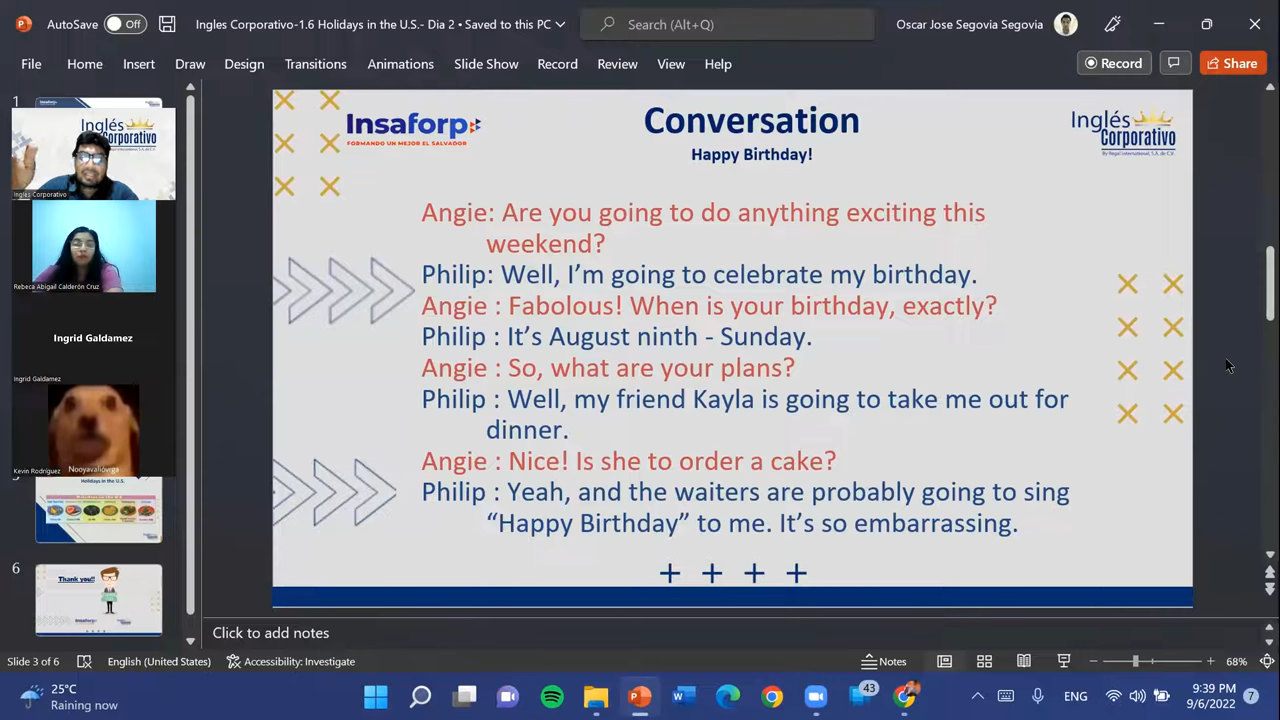 AutoSave Off Ingles Corporativo-1.6 Holidays in the U.S.- Dia 2 • Saved to this PC Search (Alt+Q) Oscar Jose Segovia Segovia
File Home Insert Draw Design Transitions Animations Slide Show Record Review View Help Record Share
1
Inglés
Corporativo
Inglés Corporativo
Rebeca Abigail Calderón Cruz
Ingrid Galdamez
Ingrid Galdamez
Nooyavalióvrga
Kevin Rodríguez
Holidays in the U.S.
6
Thank you!!
Insaforp
FORMANDO UN MEJOR EL SALVADOR
Conversation
Happy Birthday!
Inglés
Corporativo
Angie: Are you going to do anything exciting this
weekend?
Philip: Well, I'm going to celebrate my birthday.
Angie : Fabolous! When is your birthday, exactly?
Philip : It's August ninth - Sunday.
Angie : So, what are your plans?
Philip : Well, my friend Kayla is going to take me out for
dinner.
Angie : Nice! Is she to order a cake?
Philip : Yeah, and the waiters are probably going to sing
“Happy Birthday” to me. It's so embarrassing.
Click to add notes
Slide 3 of 6 English (United States) Accessibility: Investigate Notes 68%
25°C
Raining now
43
ENG
9:39 PM
9/6/2022
7